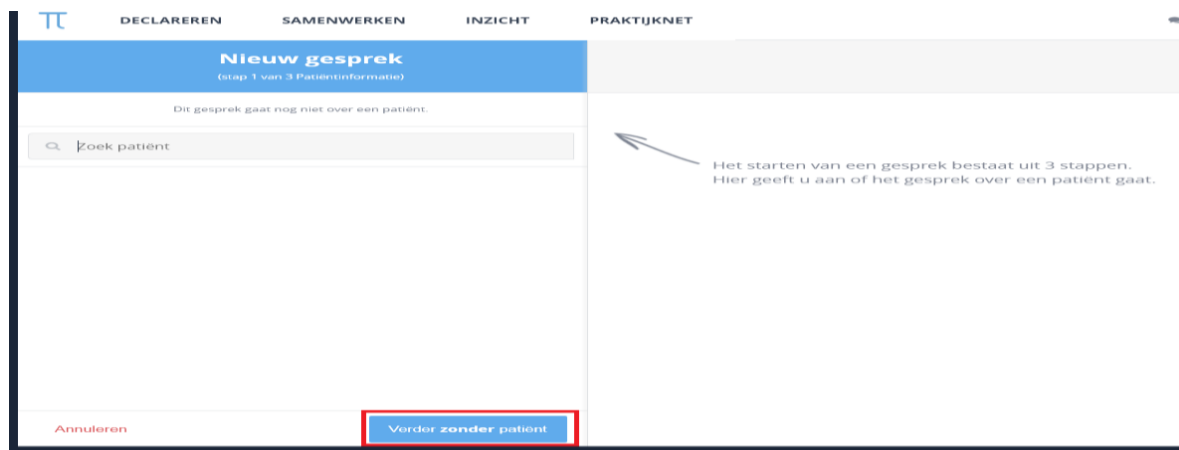 DECLAREREN SAMENWERKEN INZICHT PRAKTIJKNET
Nieuw gesprek
(stap 1 van 3 Patiëntinformatie)
Dit gesprek gaat nog niet over een patiënt.
Zoek patiënt
Het starten van een gesprek bestaat uit 3 stappen.
Hier geeft u aan of het gesprek over een patiënt gaat.
Annuleren
Verder zonder patiënt